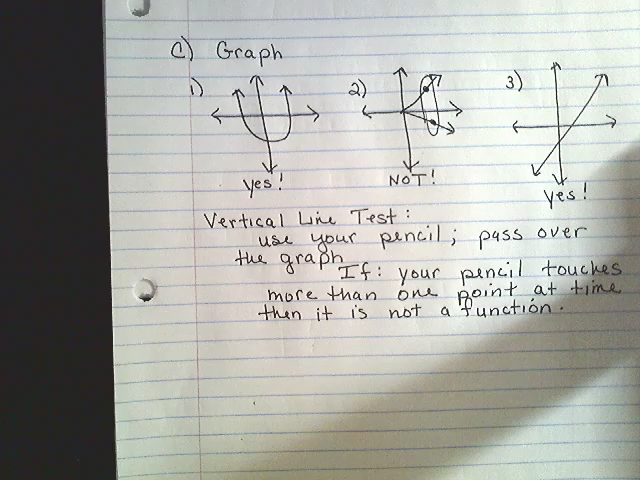 C) Graph
1) 2) 3)
Yes! NOT! Yes!
Vertical Line Test:
use your pencil; pass over
the graph
If: your pencil touches
more than one point at time
then it is not a function.